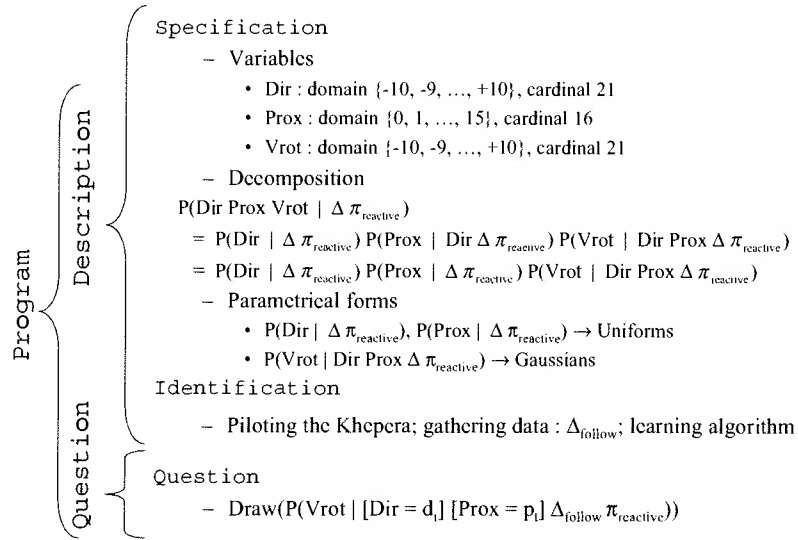 Specification
– Variables
• Dir : domain {-10, -9, ..., +10}, cardinal 21
• Prox : domain {0, 1, ..., 15}, cardinal 16
• Vrot : domain {-10, -9, ..., +10}, cardinal 21
– Decomposition
P(Dir Prox Vrot | Δ π_reactive)
= P(Dir | Δ π_reactive) P(Prox | Dir Δ π_reactive) P(Vrot | Dir Prox Δ π_reactive)
= P(Dir | Δ π_reactive) P(Prox | Δ π_reactive) P(Vrot | Dir Prox Δ π_reactive)
– Parametrical forms
• P(Dir | Δ π_reactive), P(Prox | Δ π_reactive) → Uniforms
• P(Vrot | Dir Prox Δ π_reactive) → Gaussians
Identification
– Piloting the Khepera; gathering data : Δ_follow; learning algorithm
Question
– Draw(P(Vrot | [Dir = d_t] [Prox = p_t] Δ_follow π_reactive))
Program
Description
Question